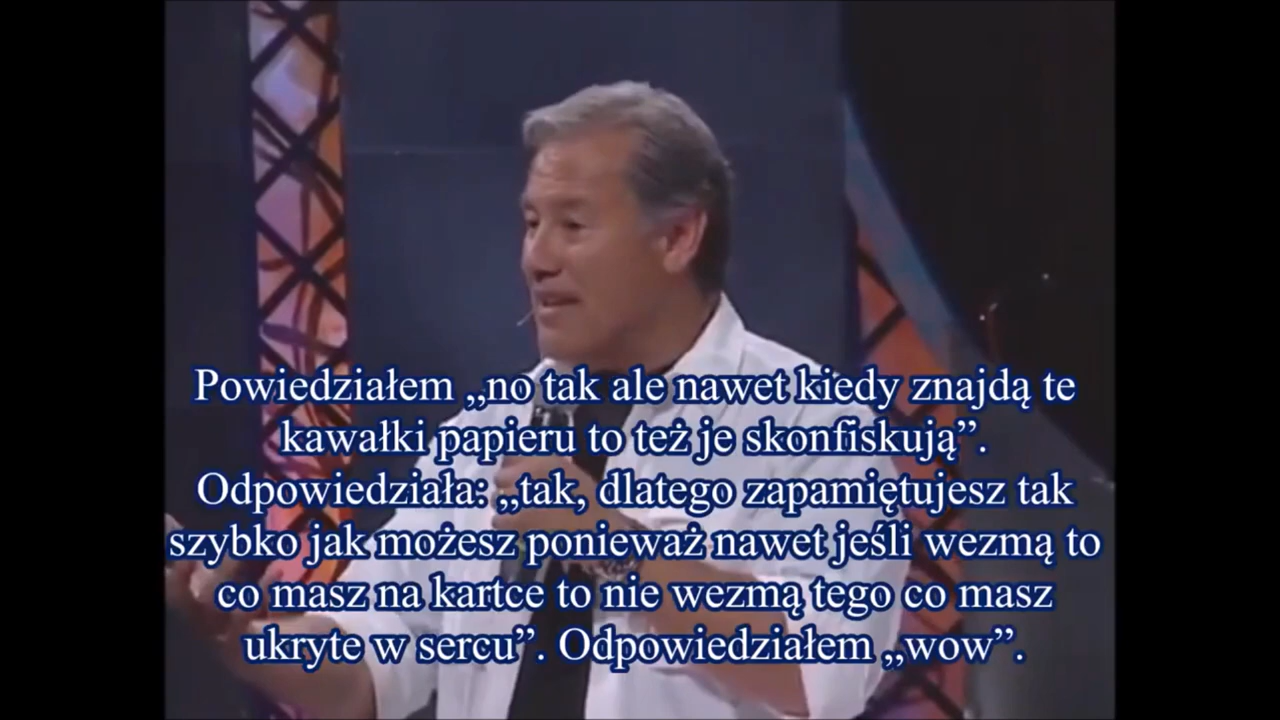 Powiedziałem „no tak ale nawet kiedy znajdą te
kawałki papieru to też je skonfiskują”.
Odpowiedziała: „tak, dlatego zapamiętujesz tak
szybko jak możesz ponieważ nawet jeśli wezmą to
co masz na kartce to nie wezmą tego co masz
ukryte w sercu”. Odpowiedziałem „wow”.